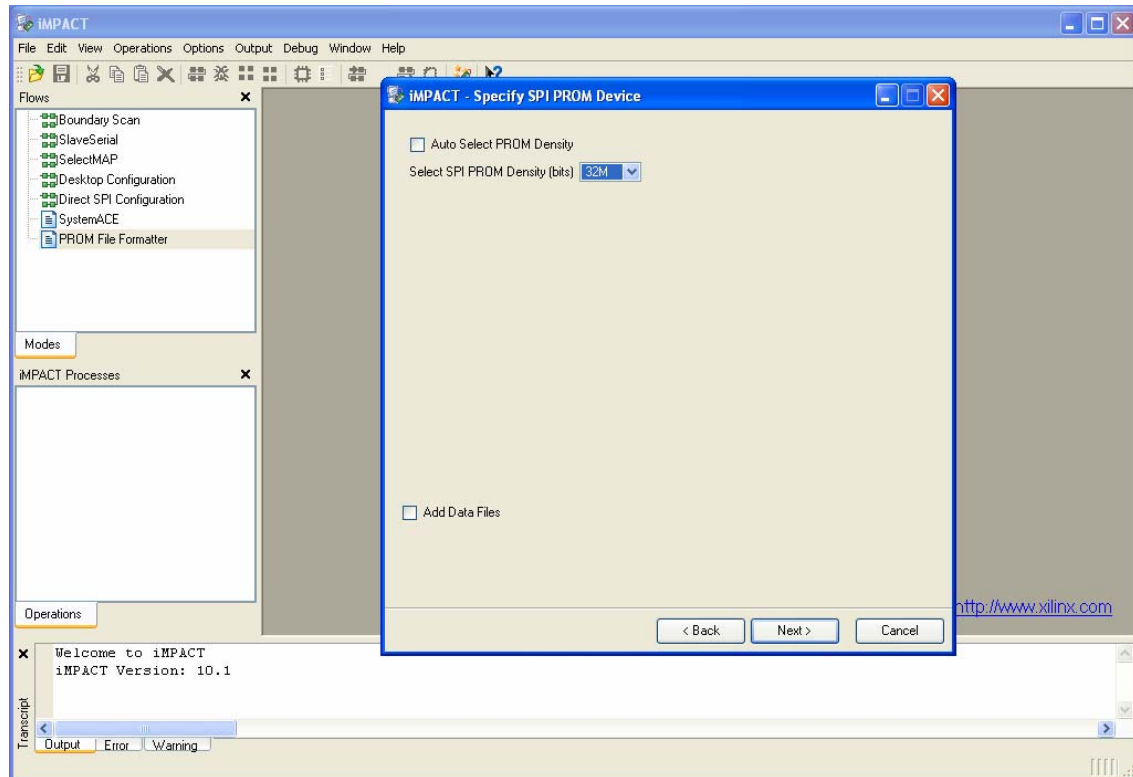 iMPACT
File Edit View Operations Options Output Debug Window Help
Flows
Boundary Scan
SlaveSerial
SelectMAP
Desktop Configuration
Direct SPI Configuration
SystemACE
PROM File Formatter
Modes
iMPACT Processes
Operations
iMPACT - Specify SPI PROM Device
Auto Select PROM Density
Select SPI PROM Density (bits) 32M
Add Data Files
< Back Next > Cancel
http://www.xilinx.com
Welcome to iMPACT
iMPACT Version: 10.1
Transcript
Output Error Warning